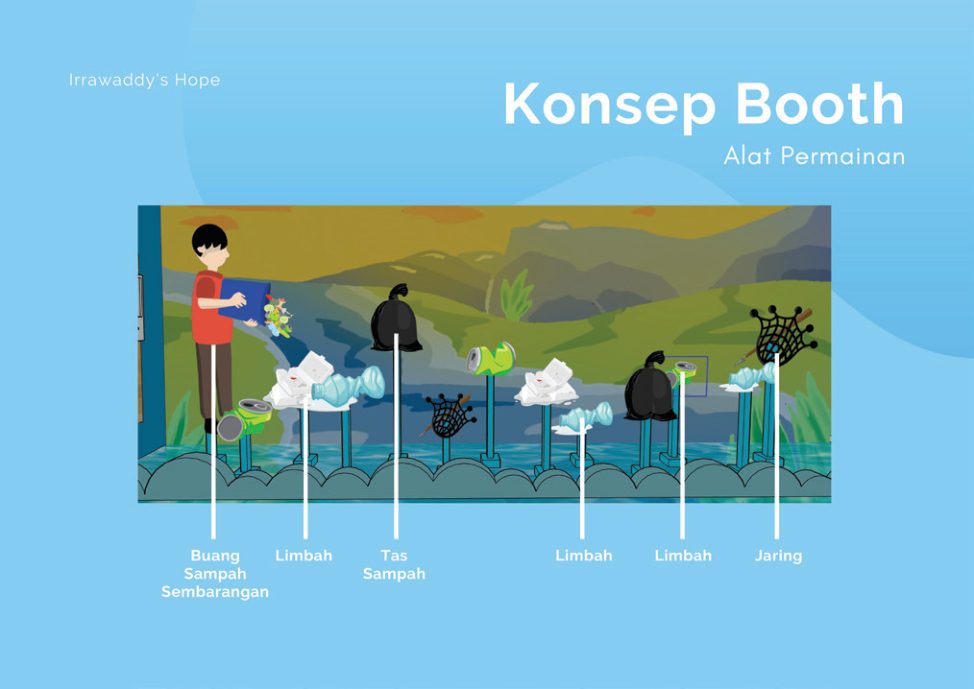 Irrawaddy's Hope
Konsep Booth
Alat Permainan
Buang
Sampah
Sembarangan
Limbah
Tas
Sampah
Limbah
Limbah
Jaring